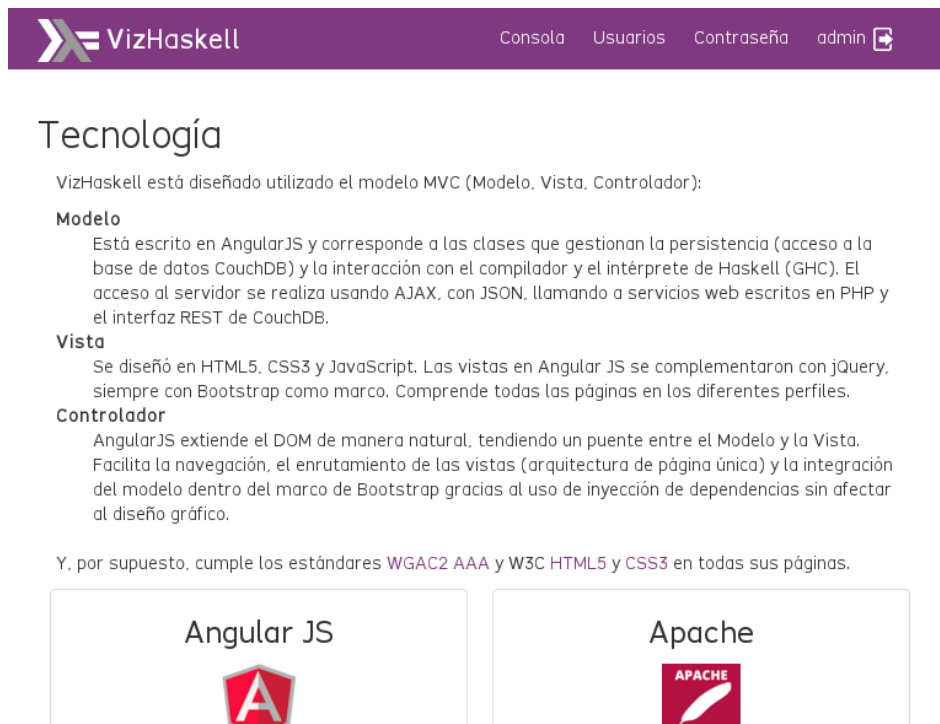 VizHaskell
Consola Usuarios Contraseña admin
Tecnología
VizHaskell está diseñado utilizado el modelo MVC (Modelo, Vista, Controlador):
Modelo
Está escrito en AngularJS y corresponde a las clases que gestionan la persistencia (acceso a la
base de datos CouchDB) y la interacción con el compilador y el intérprete de Haskell (GHC). El
acceso al servidor se realiza usando AJAX, con JSON, llamando a servicios web escritos en PHP y
el interfaz REST de CouchDB.
Vista
Se diseñó en HTML5, CSS3 y JavaScript. Las vistas en Angular JS se complementaron con jQuery,
siempre con Bootstrap como marco. Comprende todas las páginas en los diferentes perfiles.
Controlador
AngularJS extiende el DOM de manera natural, tendiendo un puente entre el Modelo y la Vista.
Facilita la navegación, el enrutamiento de las vistas (arquitectura de página única) y la integración
del modelo dentro del marco de Bootstrap gracias al uso de inyección de dependencias sin afectar
al diseño gráfico.
Y, por supuesto, cumple los estándares WGAC2 AAA y W3C HTML5 y CSS3 en todas sus páginas.
Angular JS
Apache
A
APACHE